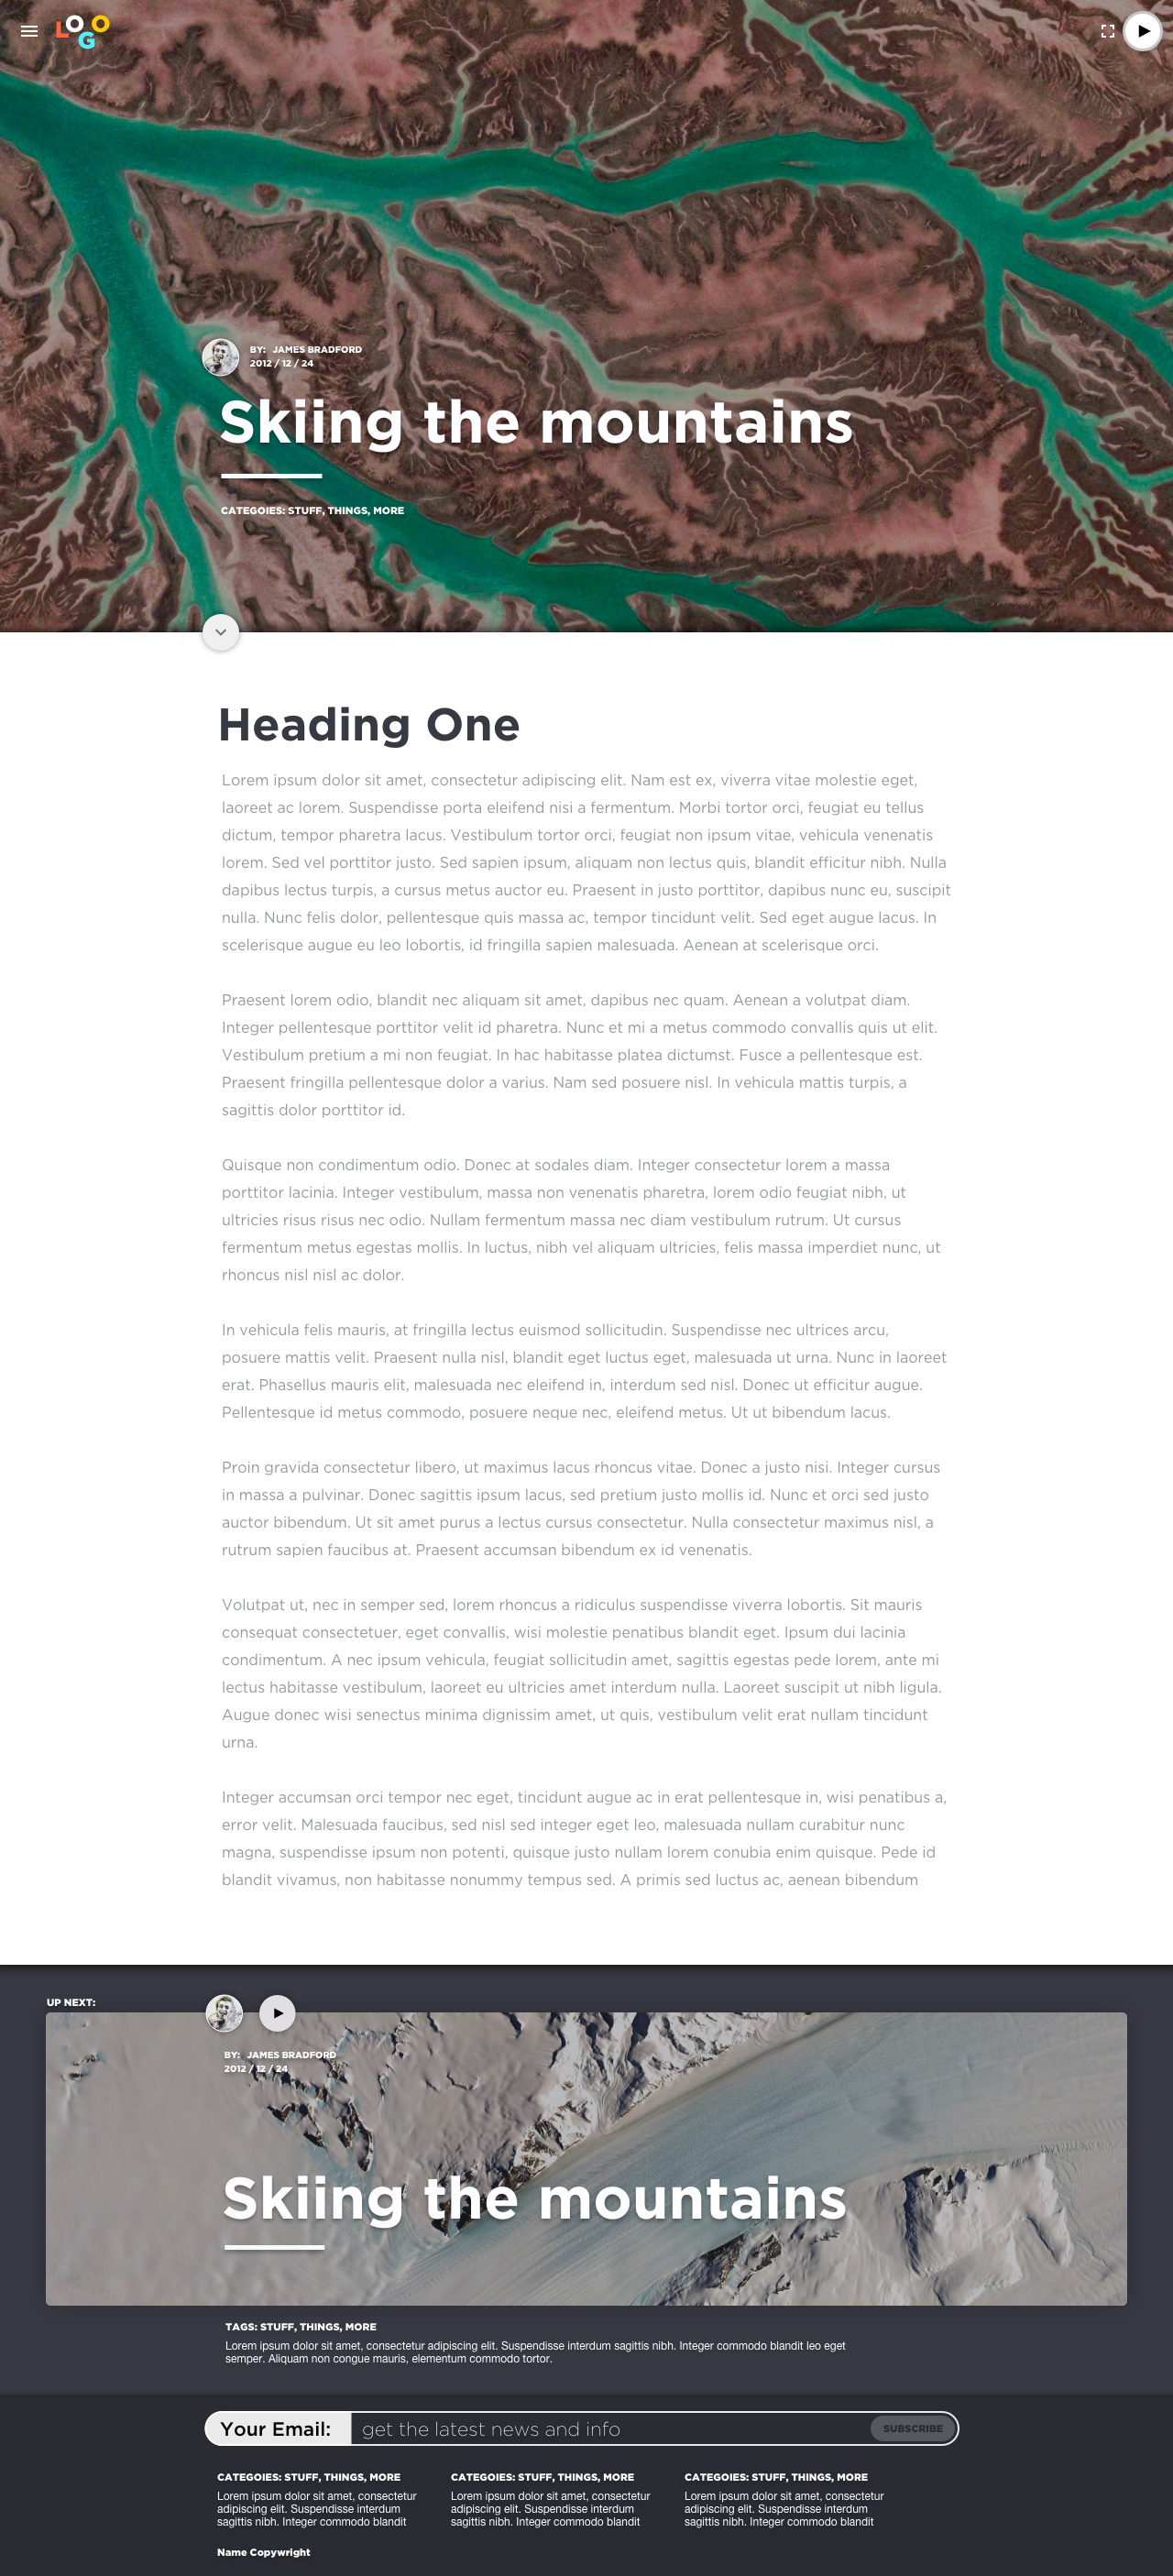 LOGO
BY: JAMES BRADFORD
2012 / 12 / 24
Skiing the mountains
CATEGOIES: STUFF, THINGS, MORE
Heading One
Lorem ipsum dolor sit amet, consectetur adipiscing elit. Nam est ex, viverra vitae molestie eget,
laoreet ac lorem. Suspendisse porta eleifend nisi a fermentum. Morbi tortor orci, feugiat eu tellus
dictum, tempor pharetra lacus. Vestibulum tortor orci, feugiat non ipsum vitae, vehicula venenatis
lorem. Sed vel porttitor justo. Sed sapien ipsum, aliquam non lectus quis, blandit efficitur nibh. Nulla
dapibus lectus turpis, a cursus metus auctor eu. Praesent in justo porttitor, dapibus nunc eu, suscipit
nulla. Nunc felis dolor, pellentesque quis massa ac, tempor tincidunt velit. Sed eget augue lacus. In
scelerisque augue eu leo lobortis, id fringilla sapien malesuada. Aenean at scelerisque orci.
Praesent lorem odio, blandit nec aliquam sit amet, dapibus nec quam. Aenean a volutpat diam.
Integer pellentesque porttitor velit id pharetra. Nunc et mi a metus commodo convallis quis ut elit.
Vestibulum pretium a mi non feugiat. In hac habitasse platea dictumst. Fusce a pellentesque est.
Praesent fringilla pellentesque dolor a varius. Nam sed posuere nisl. In vehicula mattis turpis, a
sagittis dolor porttitor id.
Quisque non condimentum odio. Donec at sodales diam. Integer consectetur lorem a massa
porttitor lacinia. Integer vestibulum, massa non venenatis pharetra, lorem odio feugiat nibh, ut
ultricies risus risus nec odio. Nullam fermentum massa nec diam vestibulum rutrum. Ut cursus
fermentum metus egestas mollis. In luctus, nibh vel aliquam ultricies, felis massa imperdiet nunc, ut
rhoncus nisl nisl ac dolor.
In vehicula felis mauris, at fringilla lectus euismod sollicitudin. Suspendisse nec ultrices arcu,
posuere mattis velit. Praesent nulla nisl, blandit eget luctus eget, malesuada ut urna. Nunc in laoreet
erat. Phasellus mauris elit, malesuada nec eleifend in, interdum sed nisl. Donec ut efficitur augue.
Pellentesque id metus commodo, posuere neque nec, eleifend metus. Ut ut bibendum lacus.
Proin gravida consectetur libero, ut maximus lacus rhoncus vitae. Donec a justo nisi. Integer cursus
in massa a pulvinar. Donec sagittis ipsum lacus, sed pretium justo mollis id. Nunc et orci sed justo
auctor bibendum. Ut sit amet purus a lectus cursus consectetur. Nulla consectetur maximus nisl, a
rutrum sapien faucibus at. Praesent accumsan bibendum ex id venenatis.
Volutpat ut, nec in semper sed, lorem rhoncus a ridiculus suspendisse viverra lobortis. Sit mauris
consequat consectetuer, eget convallis, wisi molestie penatibus blandit eget. Ipsum dui lacinia
condimentum. A nec ipsum vehicula, feugiat sollicitudin amet, sagittis egestas pede lorem, ante mi
lectus habitasse vestibulum, laoreet eu ultricies amet interdum nulla. Laoreet suscipit ut nibh ligula.
Augue donec wisi senectus minima dignissim amet, ut quis, vestibulum velit erat nullam tincidunt
urna.
Integer accumsan orci tempor nec eget, tincidunt augue ac in erat pellentesque in, wisi penatibus a,
error velit. Malesuada faucibus, sed nisl sed integer eget leo, malesuada nullam curabitur nunc
magna, suspendisse ipsum non potenti, quisque justo nullam lorem conubia enim quisque. Pede id
blandit vivamus, non habitasse nonummy tempus sed. A primis sed luctus ac, aenean bibendum
UP NEXT:
BY: JAMES BRADFORD
2012 / 12 / 24
Skiing the mountains
TAGS: STUFF, THINGS, MORE
Lorem ipsum dolor sit amet, consectetur adipiscing elit. Suspendisse interdum sagittis nibh. Integer commodo blandit leo eget
semper. Aliquam non congue mauris, elementum commodo tortor.
Your Email: get the latest news and info SUBSCRIBE
CATEGOIES: STUFF, THINGS, MORE
Lorem ipsum dolor sit amet, consectetur
adipiscing elit. Suspendisse interdum
sagittis nibh. Integer commodo blandit
CATEGOIES: STUFF, THINGS, MORE
Lorem ipsum dolor sit amet, consectetur
adipiscing elit. Suspendisse interdum
sagittis nibh. Integer commodo blandit
CATEGOIES: STUFF, THINGS, MORE
Lorem ipsum dolor sit amet, consectetur
adipiscing elit. Suspendisse interdum
sagittis nibh. Integer commodo blandit
Name Copywright